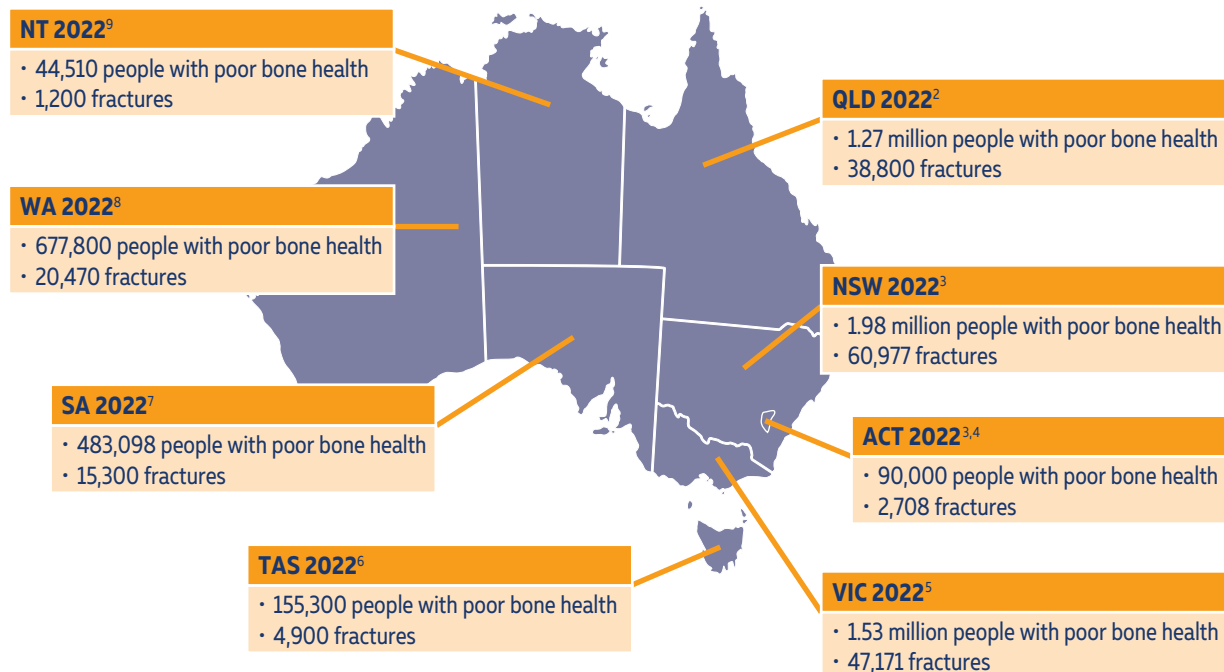 NT 2022⁹
· 44,510 people with poor bone health
· 1,200 fractures
QLD 2022²
· 1.27 million people with poor bone health
· 38,800 fractures
WA 2022⁸
· 677,800 people with poor bone health
· 20,470 fractures
NSW 2022³
· 1.98 million people with poor bone health
· 60,977 fractures
SA 2022⁷
· 483,098 people with poor bone health
· 15,300 fractures
ACT 2022³,⁴
· 90,000 people with poor bone health
· 2,708 fractures
TAS 2022⁶
· 155,300 people with poor bone health
· 4,900 fractures
VIC 2022⁵
· 1.53 million people with poor bone health
· 47,171 fractures